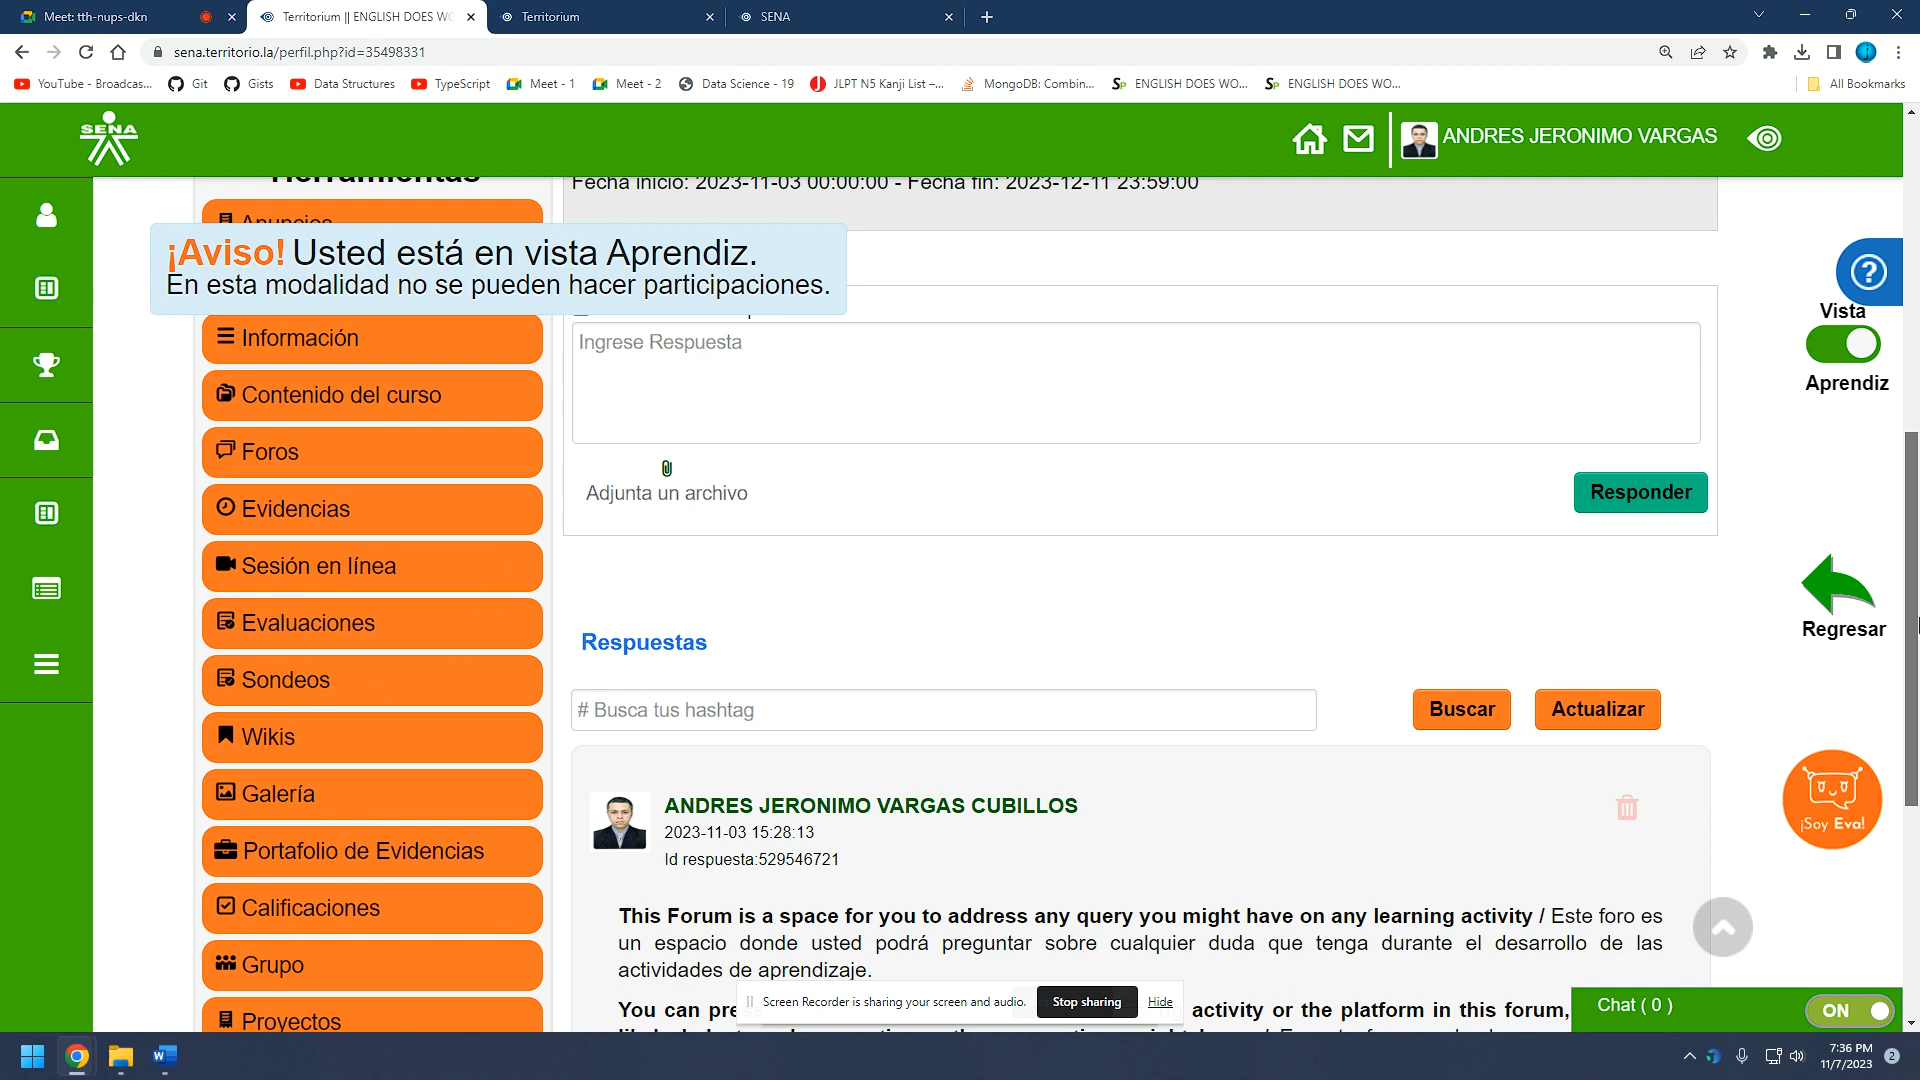 Meet: tth-nups-dkn
Territorium || ENGLISH DOES WO
Territorium
SENA
sena.territorio.la/perfil.php?id=35498331
YouTube - Broadcas...
Git
Gists
Data Structures
TypeScript
Meet - 1
Meet - 2
Data Science - 19
JLPT N5 Kanji List –...
MongoDB: Combin...
ENGLISH DOES WO...
ENGLISH DOES WO...
All Bookmarks
SENA
ANDRES JERONIMO VARGAS
Herramientas
Fecha inicio: 2023-11-03 00:00:00 - Fecha fin: 2023-12-11 23:59:00
Anuncios
¡Aviso! Usted está en vista Aprendiz.
En esta modalidad no se pueden hacer participaciones.
Información
Contenido del curso
Foros
Evidencias
Sesión en línea
Evaluaciones
Sondeos
Wikis
Galería
Portafolio de Evidencias
Calificaciones
Grupo
Proyectos
Ingrese Respuesta
Adjunta un archivo
Responder
Vista
Aprendiz
Regresar
Respuestas
# Busca tus hashtag
Buscar
Actualizar
ANDRES JERONIMO VARGAS CUBILLOS
2023-11-03 15:28:13
Id respuesta:529546721
This Forum is a space for you to address any query you might have on any learning activity / Este foro es
un espacio donde usted podrá preguntar sobre cualquier duda que tenga durante el desarrollo de las
actividades de aprendizaje.
You can pre
activity or the platform in this forum,
¡Soy Eva!
Screen Recorder is sharing your screen and audio.
Stop sharing
Hide
Chat ( 0 )
ON
7:36 PM
11/7/2023
2